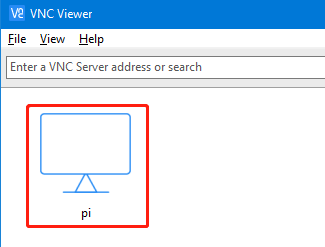 VNC Viewer
File View Help
Enter a VNC Server address or search
pi